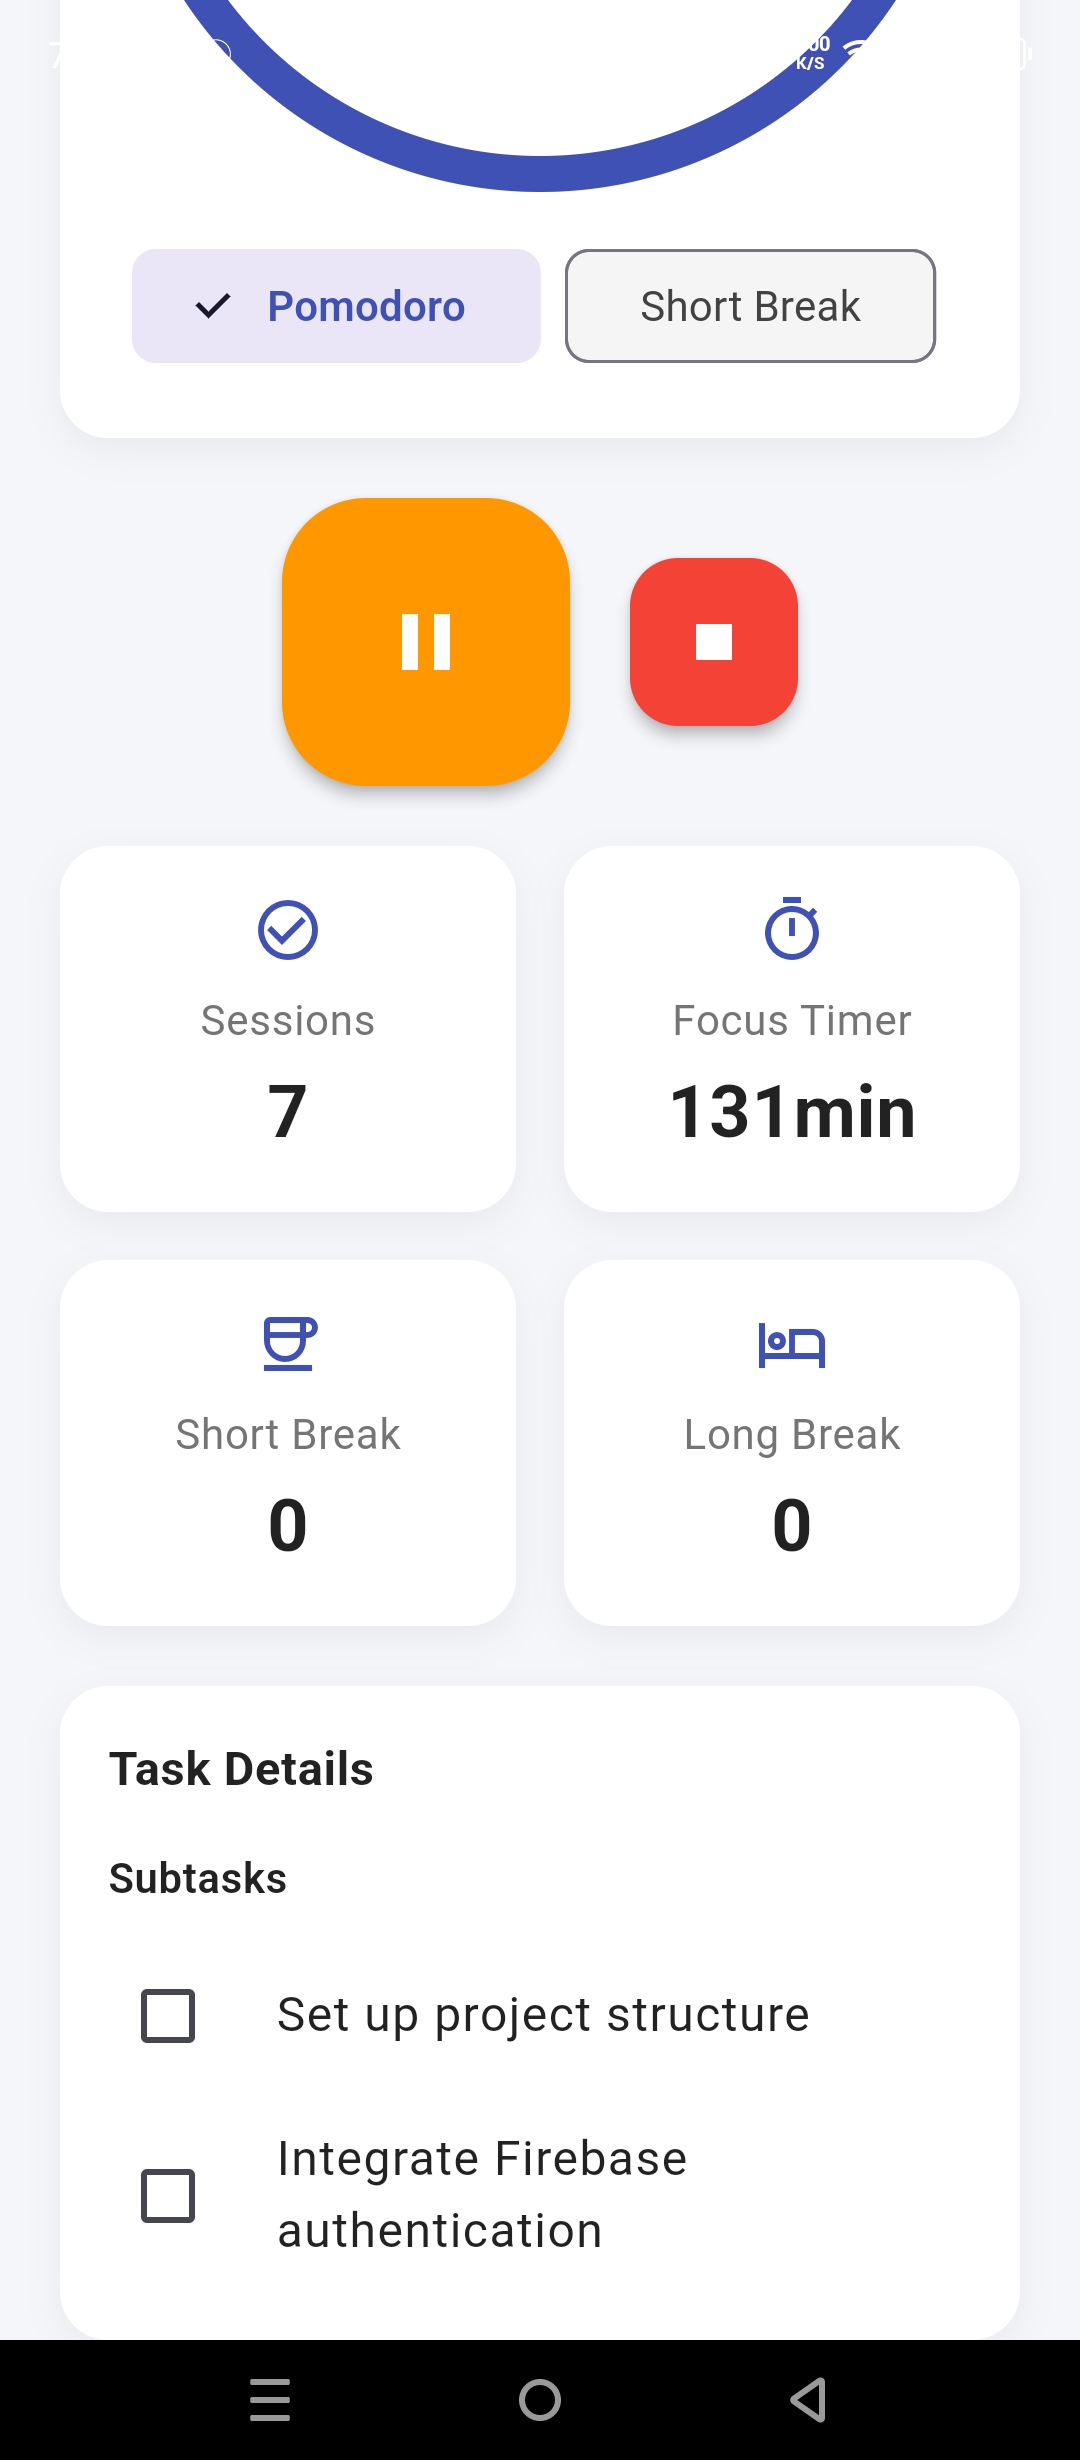 K/S
Pomodoro
Short Break
Sessions
7
Focus Timer
131min
Short Break
0
Long Break
0
Task Details
Subtasks
Set up project structure
Integrate Firebase
authentication